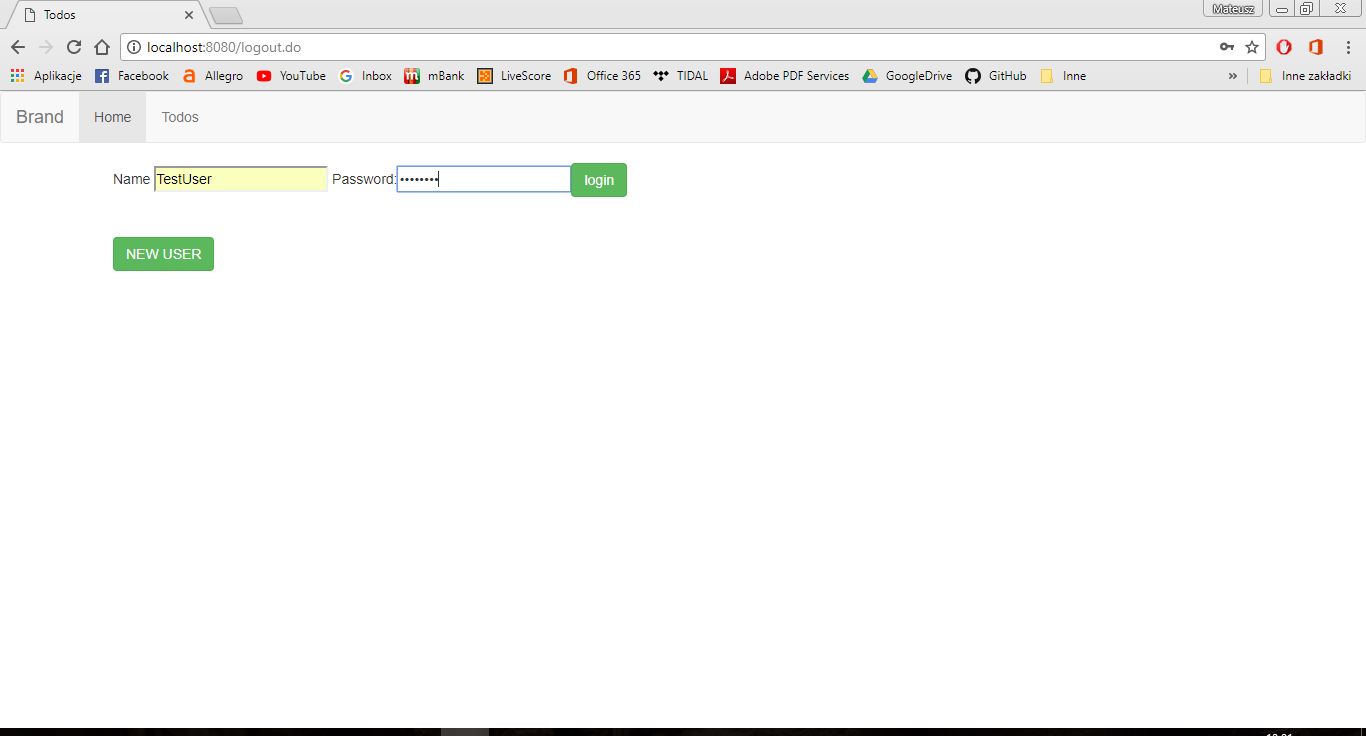 Todos
Mateusz
localhost:8080/logout.do
Aplikacje Facebook Allegro YouTube Inbox mBank LiveScore Office 365 TIDAL Adobe PDF Services GoogleDrive GitHub Inne » Inne zakładki
Brand Home Todos
Name TestUser Password:•••••••• login
NEW USER